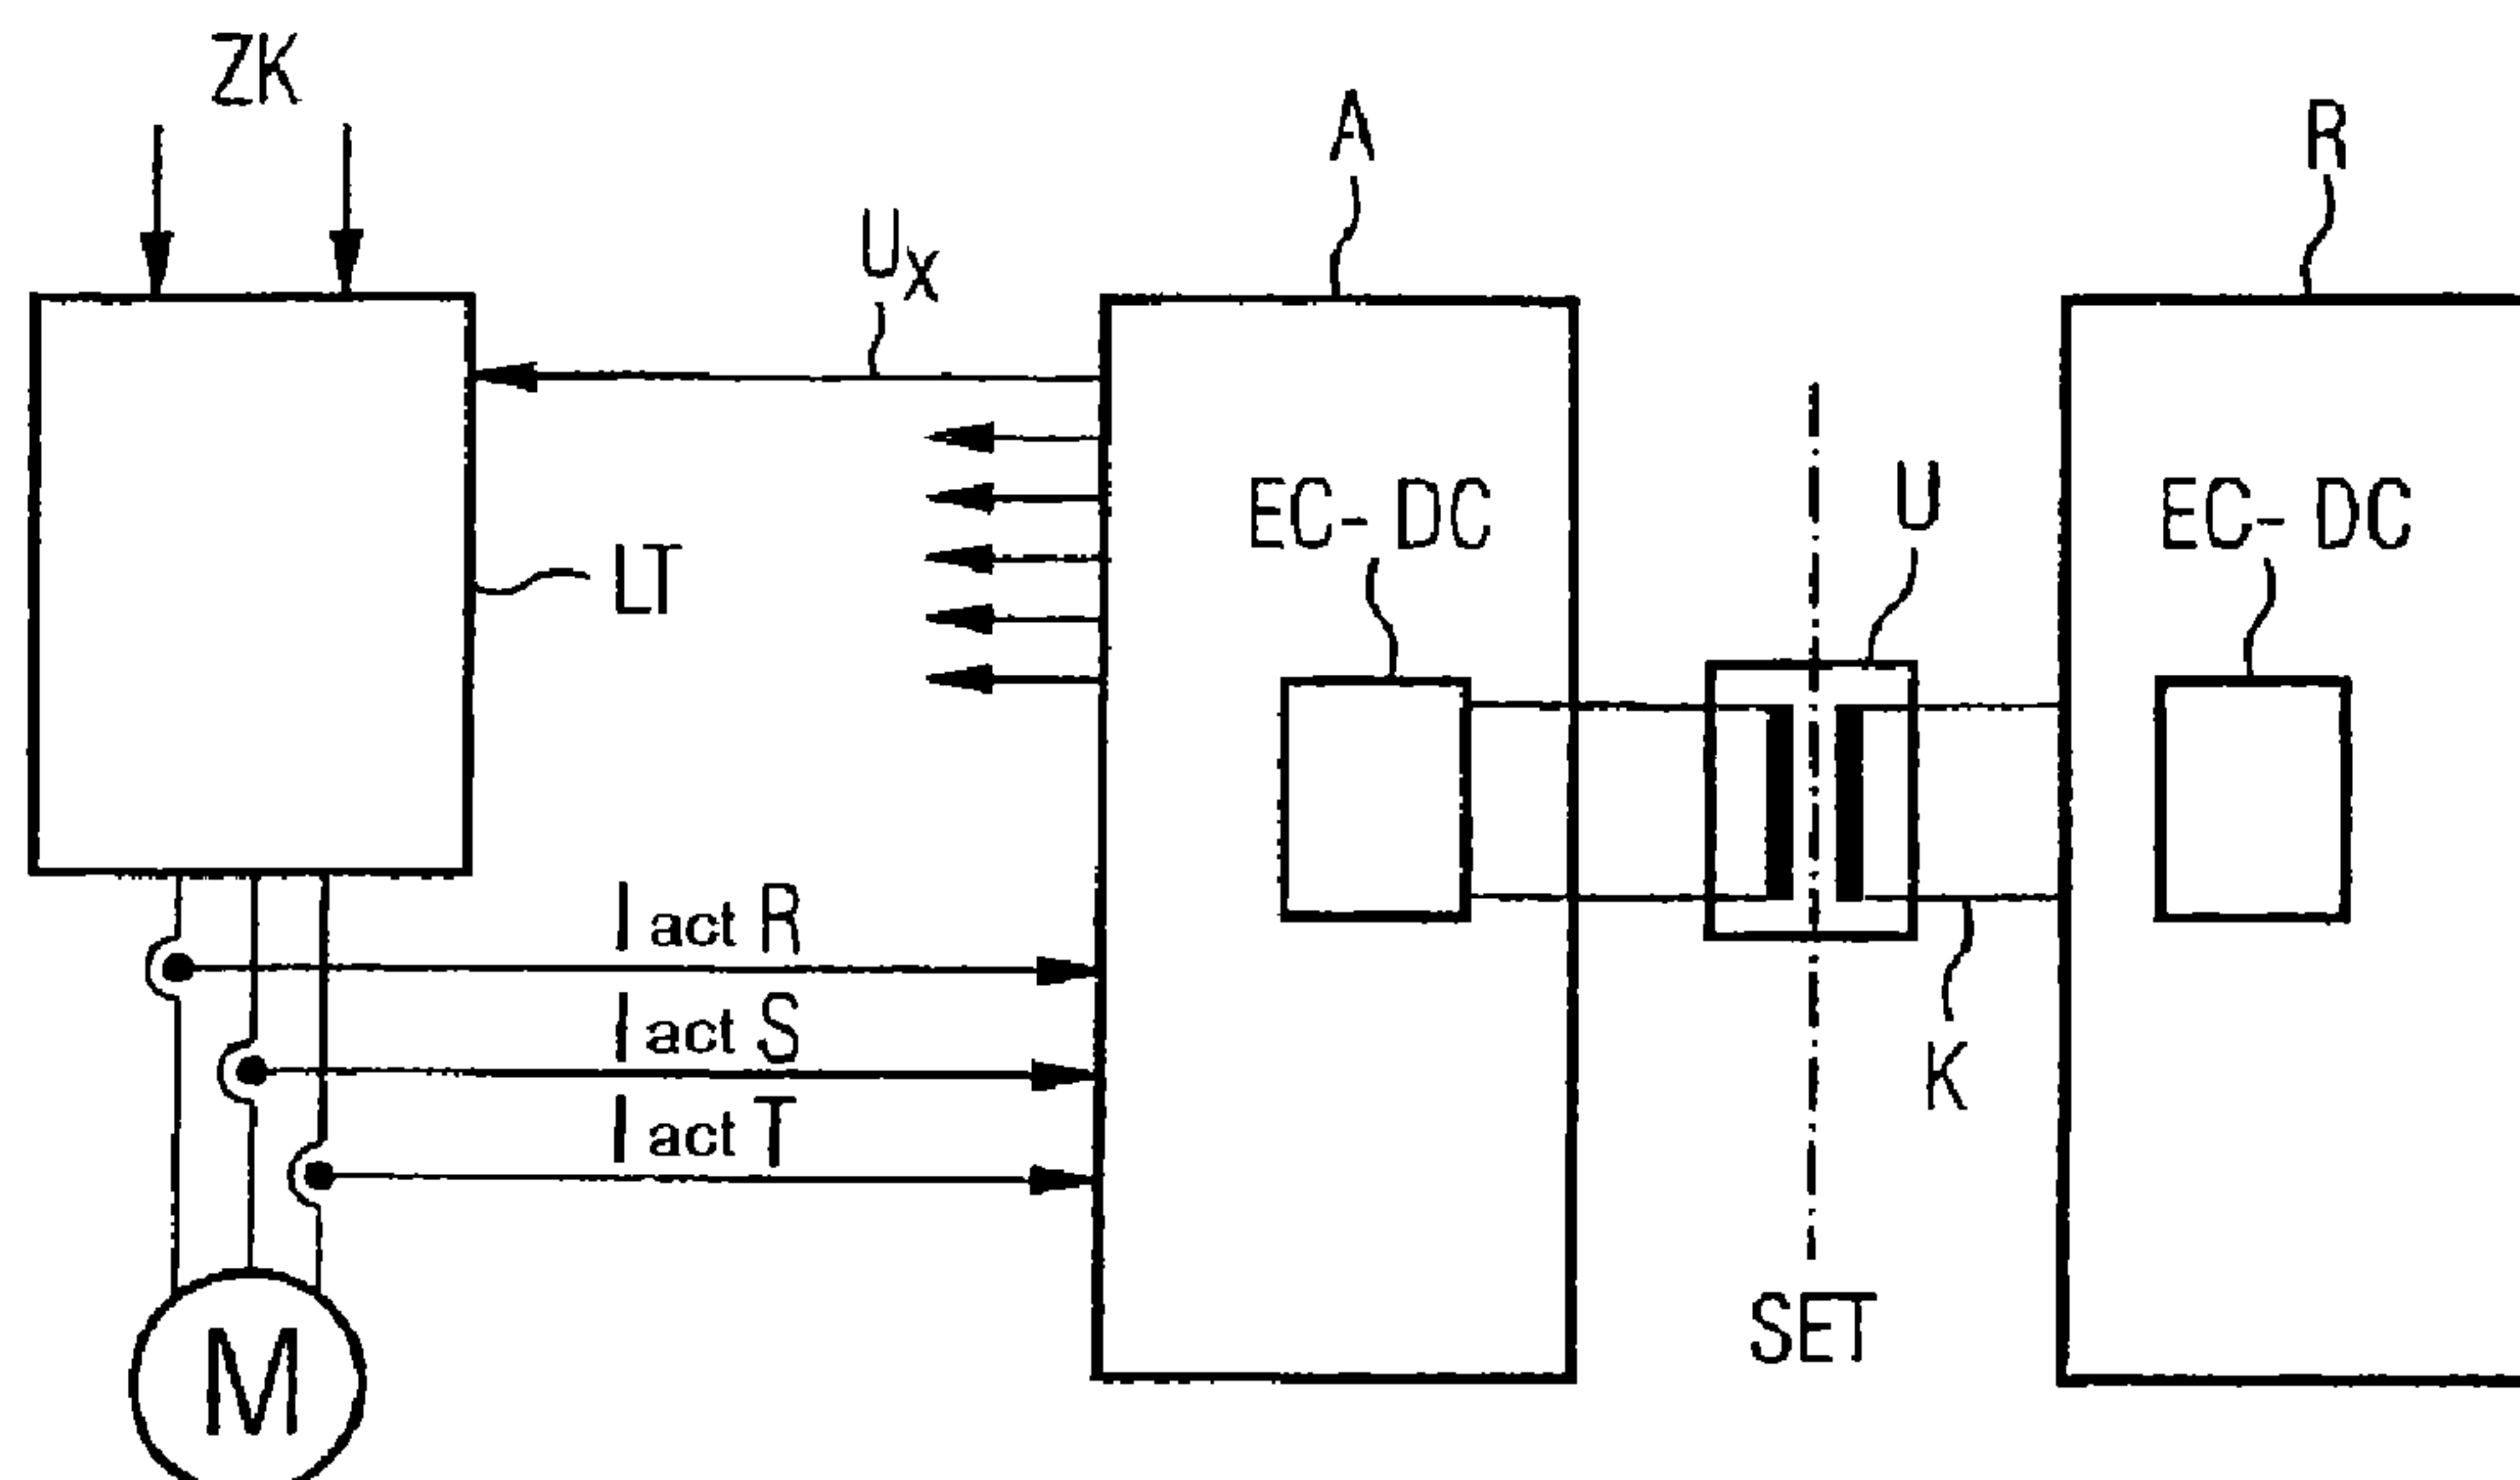 ZK
A
R
UX
EC- DC
U
EC- DC
LT
I act R
I act S
K
I act T
SET
M